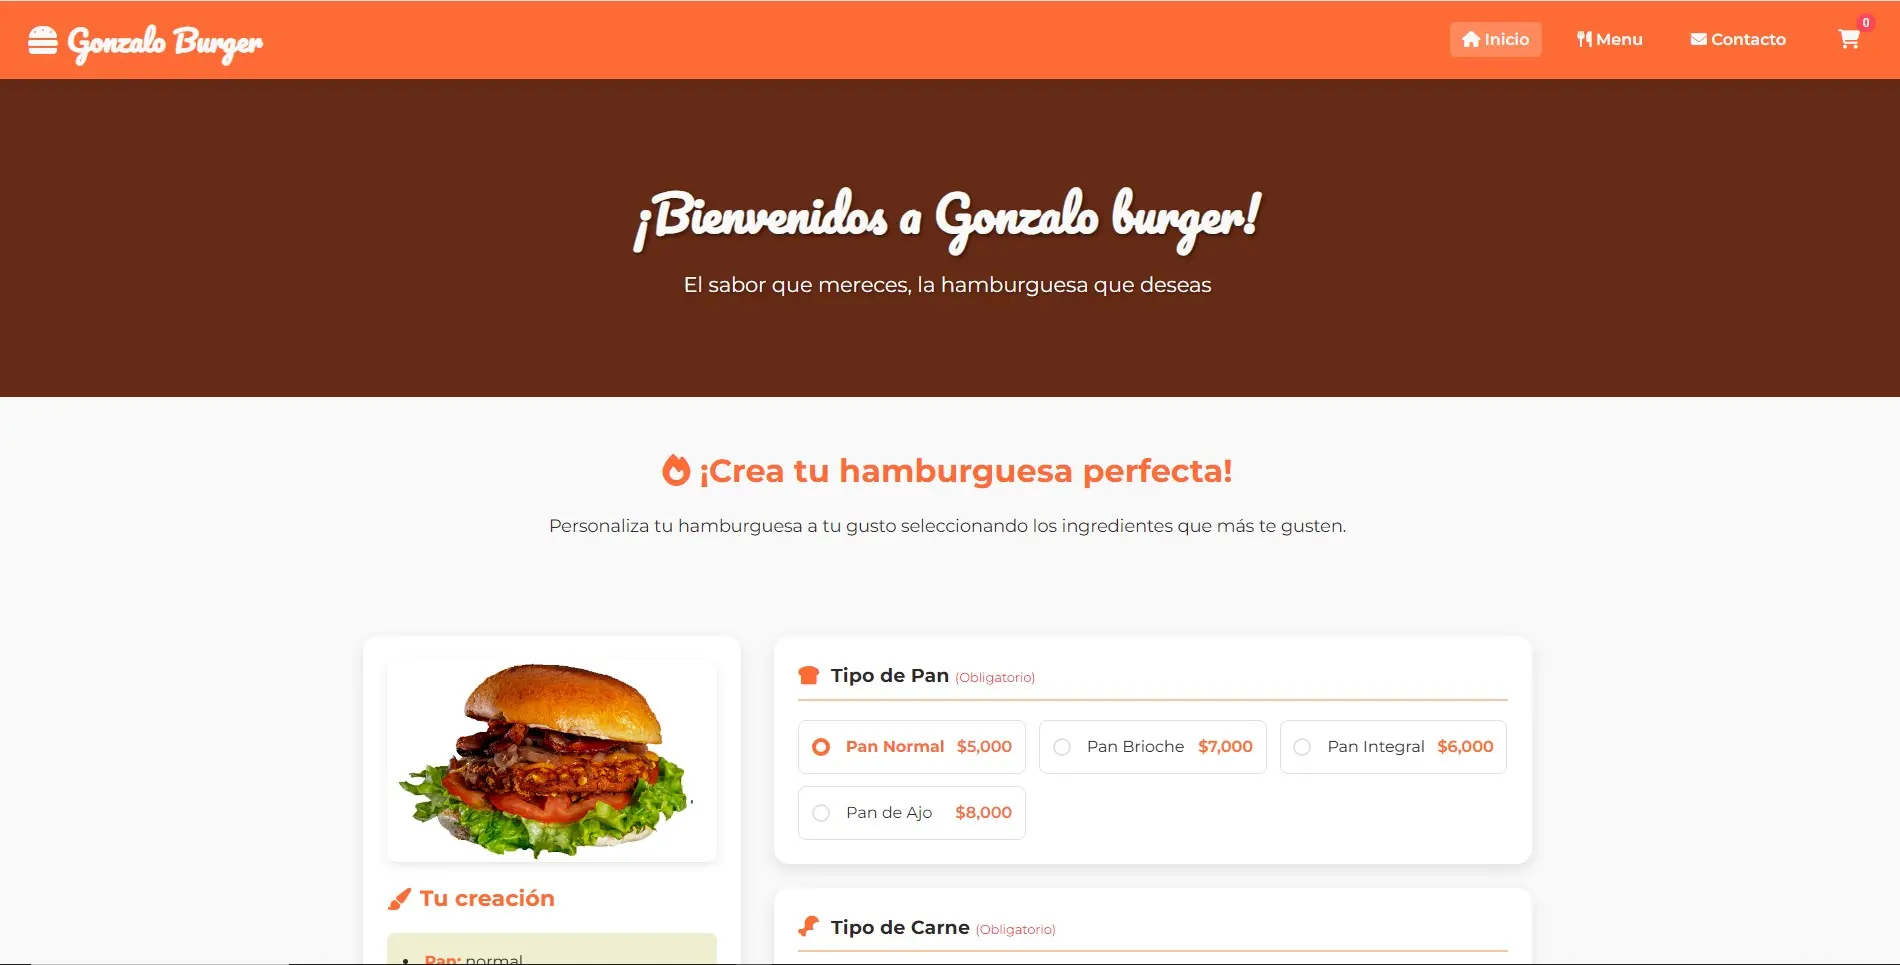 Gonzalo Burger
Inicio
Menu
Contacto
0
¡Bienvenidos a Gonzalo burger!
El sabor que mereces, la hamburguesa que deseas
¡Crea tu hamburguesa perfecta!
Personaliza tu hamburguesa a tu gusto seleccionando los ingredientes que más te gusten.
Tu creación
Pan: normal
Tipo de Pan (Obligatorio)
Pan Normal $5,000
Pan Brioche $7,000
Pan Integral $6,000
Pan de Ajo $8,000
Tipo de Carne (Obligatorio)